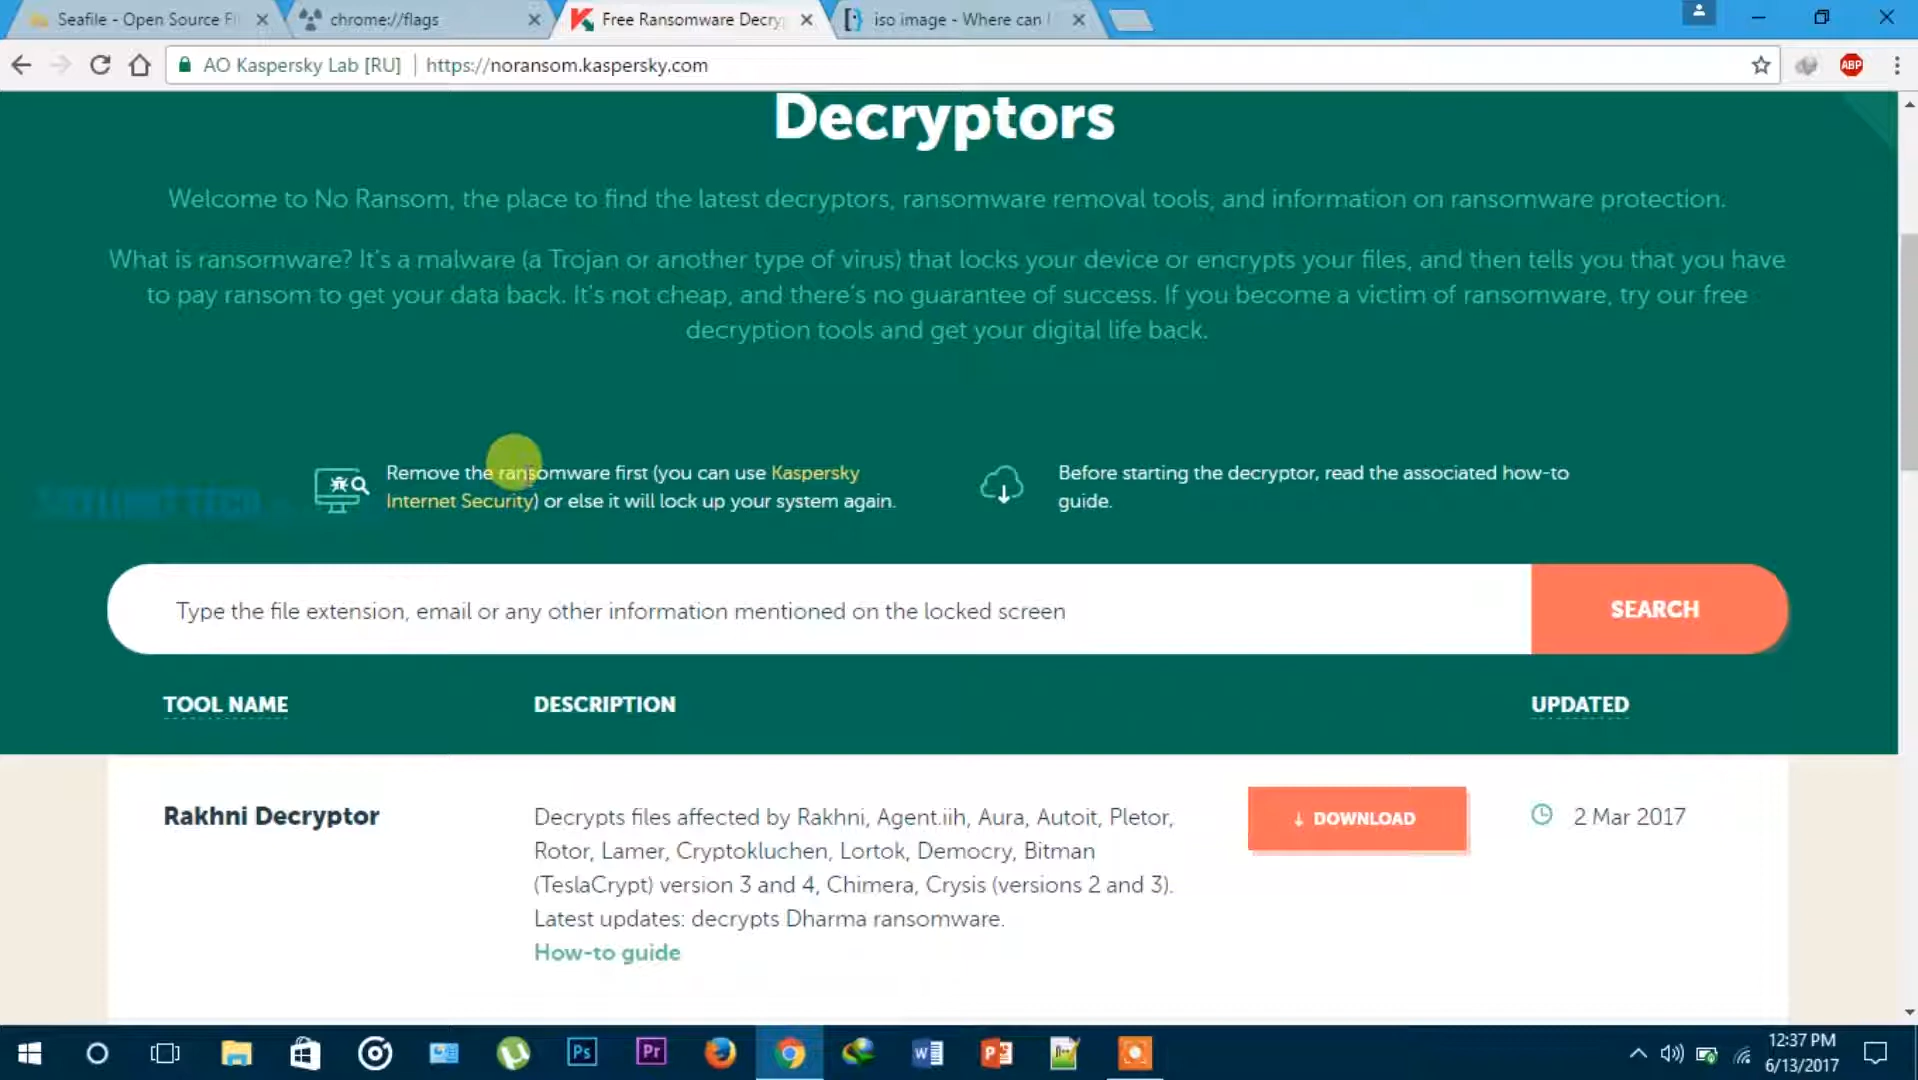 Seafile - Open Source Fi
chrome://flags
Free Ransomware Decry
iso image - Where can I
AO Kaspersky Lab [RU]
https://noransom.kaspersky.com
ABP
Decryptors
Welcome to No Ransom, the place to find the latest decryptors, ransomware removal tools, and information on ransomware protection.
What is ransomware? It's a malware (a Trojan or another type of virus) that locks your device or encrypts your files, and then tells you that you have
to pay ransom to get your data back. It's not cheap, and there's no guarantee of success. If you become a victim of ransomware, try our free
decryption tools and get your digital life back.
Remove the ransomware first (you can use Kaspersky
Internet Security) or else it will lock up your system again.
Before starting the decryptor, read the associated how-to
guide.
Type the file extension, email or any other information mentioned on the locked screen
SEARCH
TOOL NAME
DESCRIPTION
UPDATED
Rakhni Decryptor
Decrypts files affected by Rakhni, Agent.iih, Aura, Autoit, Pletor,
Rotor, Lamer, Cryptokluchen, Lortok, Democry, Bitman
(TeslaCrypt) version 3 and 4, Chimera, Crysis (versions 2 and 3).
Latest updates: decrypts Dharma ransomware.
How-to guide
DOWNLOAD
2 Mar 2017
Ps
Pr
12:37 PM
6/13/2017